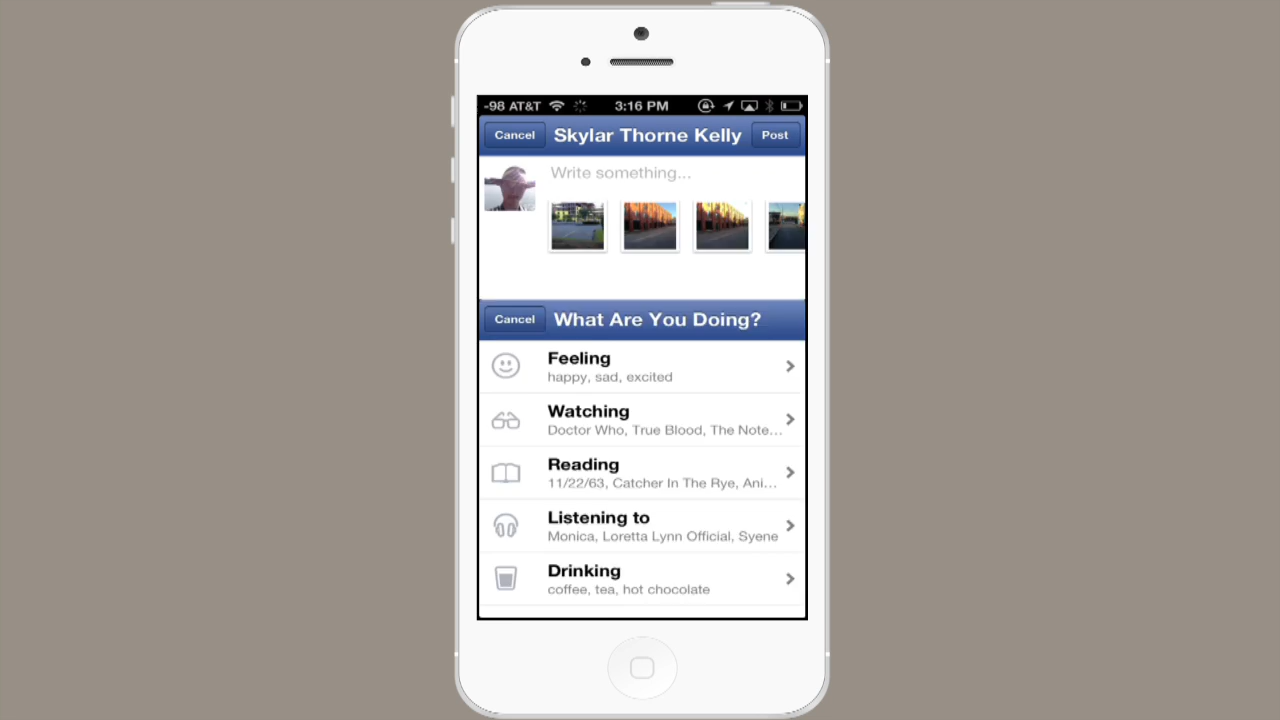 -98 AT&T 3:16 PM
Cancel Skylar Thorne Kelly Post
Write something...
Cancel What Are You Doing?
Feeling
happy, sad, excited
Watching
Doctor Who, True Blood, The Note...
Reading
11/22/63, Catcher In The Rye, Ani...
Listening to
Monica, Loretta Lynn Official, Syene
Drinking
coffee, tea, hot chocolate